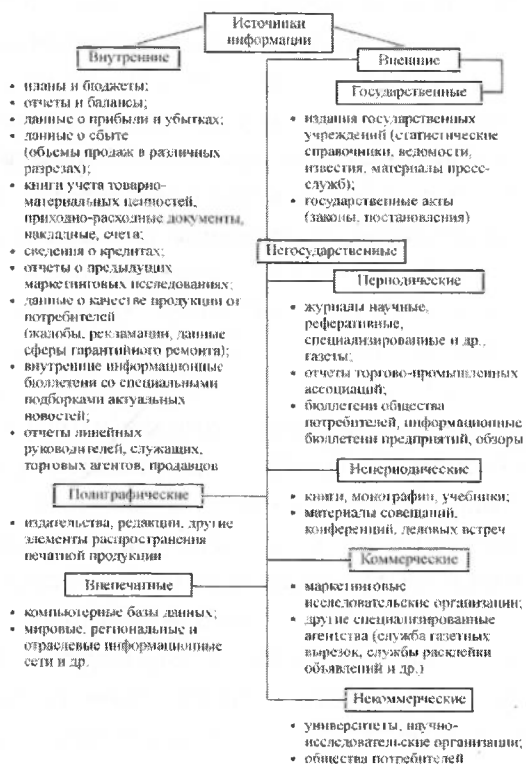 Источники
информации
Внутренние
• планы и бюджеты;
• отчеты и балансы;
• данные о прибыли и убытках;
• данные о сбыте
(объемы продаж в различных
разрезах);
• книги учета товарно-
материальных ценностей,
приходно-расходные документы,
накладные, счета;
• сведения о кредитах;
• отчеты о предыдущих
маркетинговых исследованиях;
• данные о качестве продукции от
потребителей
(жалобы, рекламации, данные
сферы гарантийного ремонта);
• внутренние информационные
бюллетени со специальными
подборками актуальных
новостей;
• отчеты линейных
руководителей, служащих,
торговых агентов, продавцов
Полиграфические
• издательства, редакции, другие
элементы распространения
печатной продукции
Внепечатные
• компьютерные базы данных;
• мировые, региональные и
отраслевые информационные
сети и др.
Внешние
Государственные
• издания государственных
учреждений (статистические
справочники, ведомости,
известия, материалы пресс-
служб);
• государственные акты
(законы, постановления)
Негосударственные
Периодические
• журналы научные,
реферативные,
специализированные и др.,
газеты;
• отчеты торгово-промышленных
ассоциаций;
• бюллетени общества
потребителей, информационные
бюллетени предприятий, обзоры
Непериодические
• книги, монографии, учебники;
• материалы совещаний,
конференций, деловых встреч
Коммерческие
• маркетинговые
исследовательские организации;
• другие специализированные
агентства (служба газетных
вырезок, службы расклейки
объявлений и др.)
Некоммерческие
• университеты, научно-
исследовательские организации;
• общества потребителей